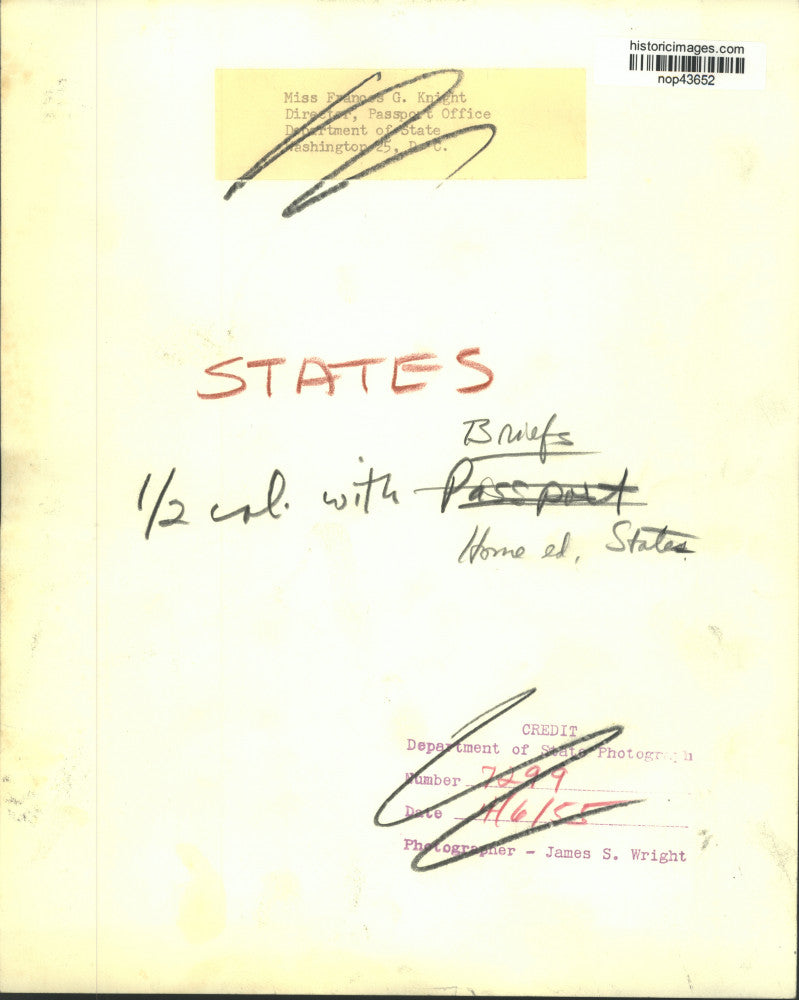 historicimages.com
nop43652
Miss Frances G. Knight
Director, Passport Office
Department of State
Washington 25, D. C.
STATES
Briefs
1/2 col. with Passport
Home ed. States
CREDIT
Department of State Photograph
Number 7299
Date 4/6/55
Photographer - James S. Wright